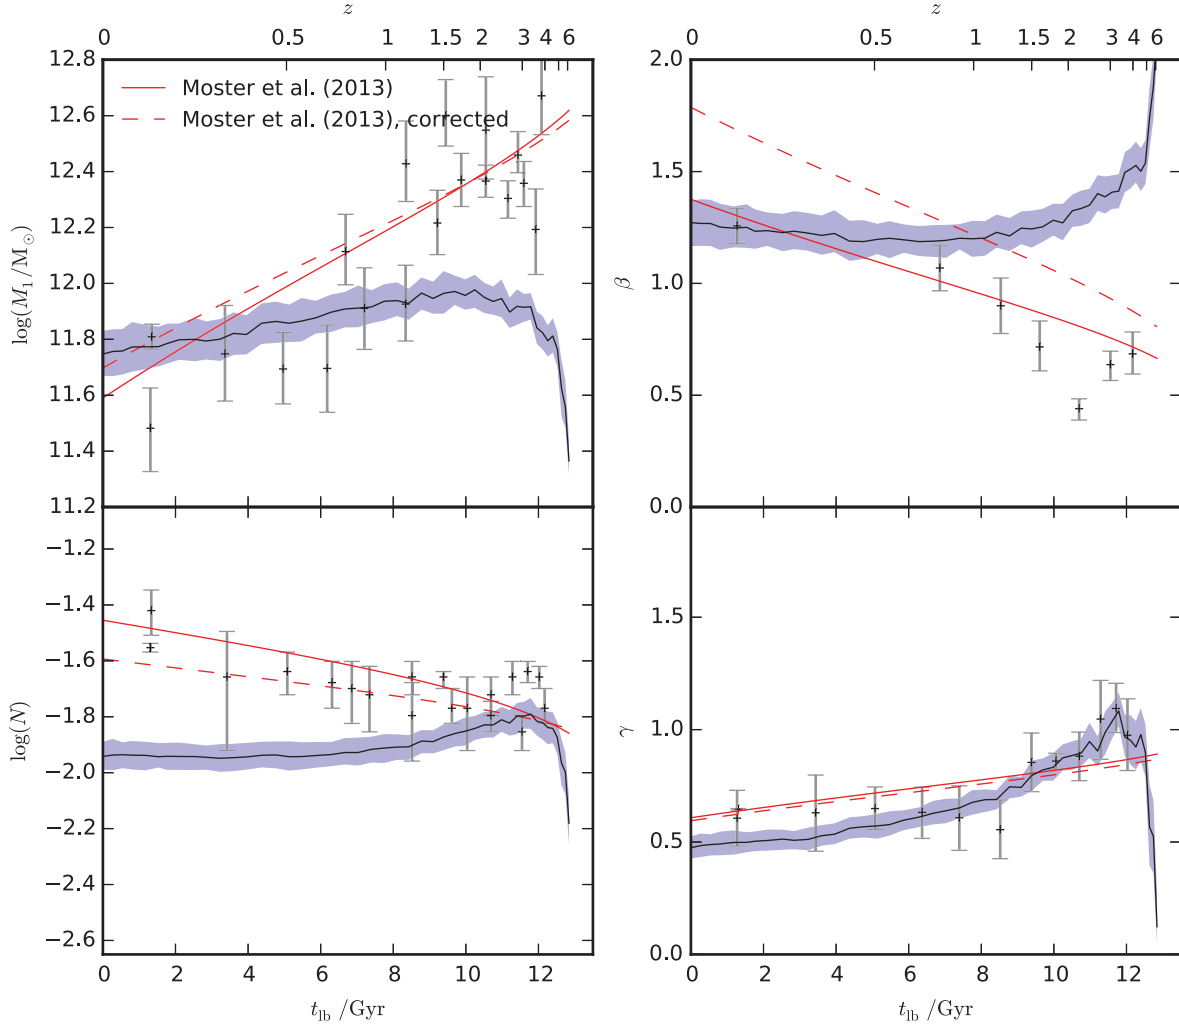 z
z
0 0.5 1 1.5 2 3 4 6
0 0.5 1 1.5 2 3 4 6
12.8
12.6
12.4
12.2
12.0
11.8
11.6
11.4
11.2
log(M₁/M⊙)
Moster et al. (2013)
Moster et al. (2013), corrected
2.0
1.5
1.0
0.5
0.0
β
−1.2
−1.4
−1.6
−1.8
−2.0
−2.2
−2.4
−2.6
log(N)
1.5
1.0
0.5
0.0
γ
0 2 4 6 8 10 12
0 2 4 6 8 10 12
t_lb /Gyr
t_lb /Gyr